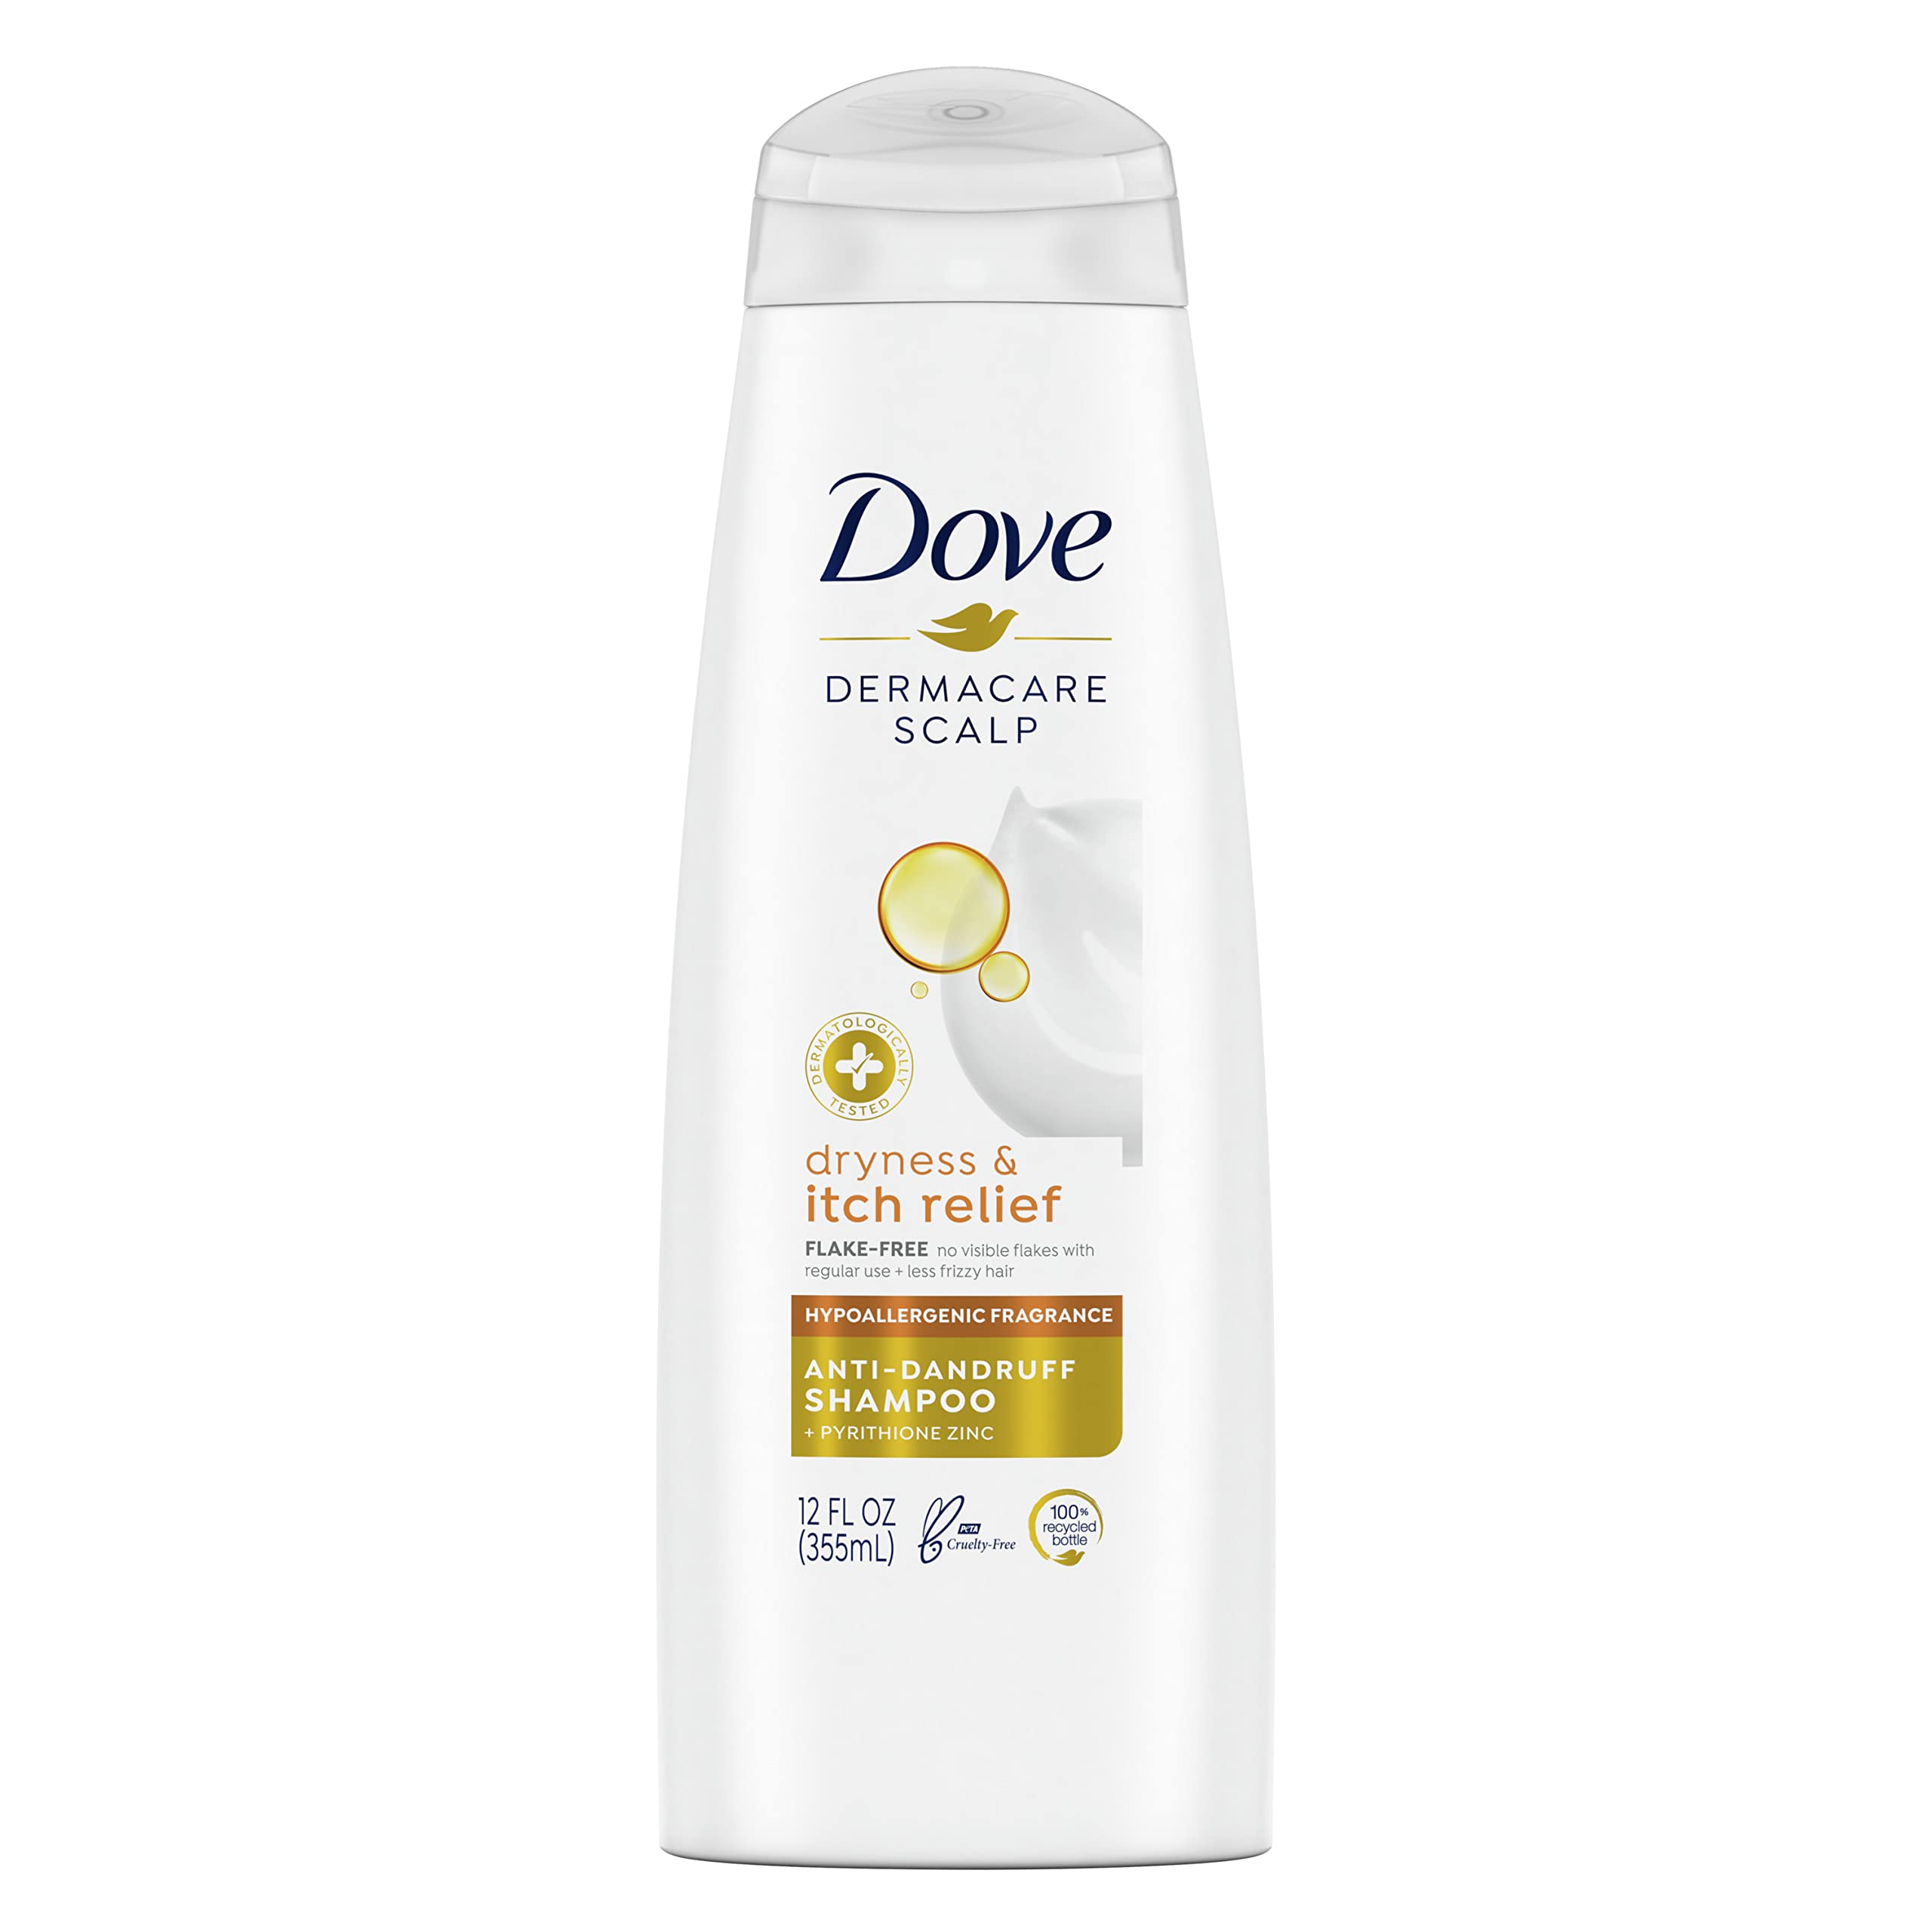 Dove
DERMACARE
SCALP
DERMATOLOGICALLY
TESTED
dryness &
itch relief
FLAKE-FREE no visible flakes with
regular use + less frizzy hair
HYPOALLERGENIC FRAGRANCE
ANTI-DANDRUFF
SHAMPOO
+ PYRITHIONE ZINC
12 FL OZ
(355mL)
PETA
Cruelty-Free
100%
recycled
bottle